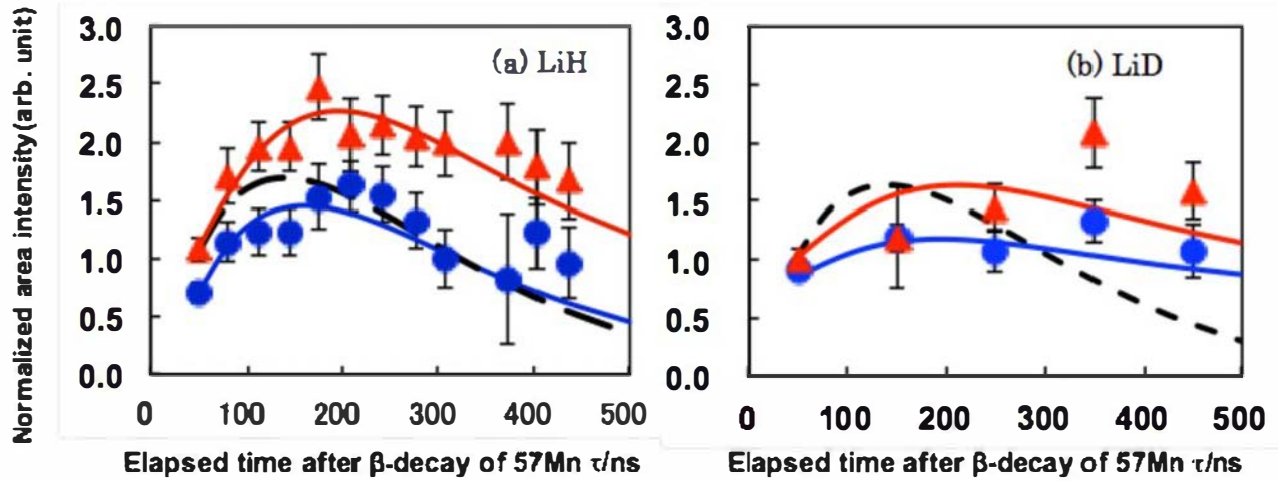 Normalized area intensity(arb. unit)
3.0
2.5
2.0
1.5
1.0
0.5
0.0
(a) LiH
0 100 200 300 400 500
Elapsed time after β-decay of 57Mn τ/ns
3.0
2.5
2.0
1.5
1.0
0.5
0.0
(b) LiD
0 100 200 300 400 500
Elapsed time after β-decay of 57Mn τ/ns